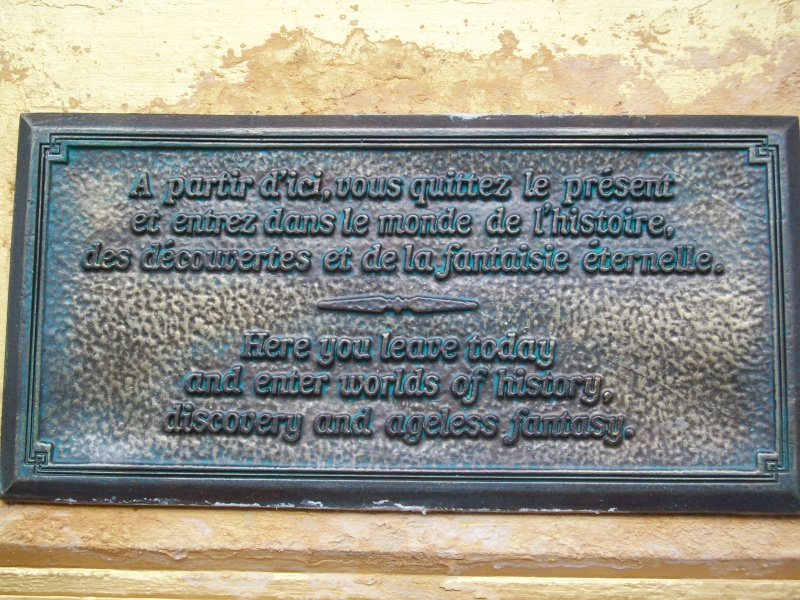 A partir d'ici, vous quittez le présent
et entrez dans le monde de l'histoire,
des découvertes et de la fantaisie éternelle.
Here you leave today
and enter worlds of history,
discovery and ageless fantasy.